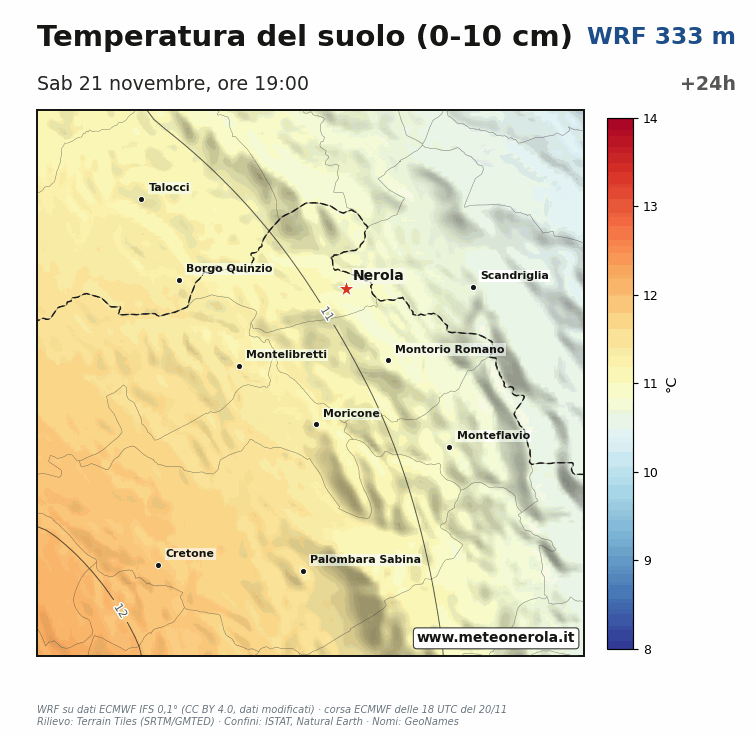 Temperatura del suolo (0-10 cm) WRF 333 m
Sab 21 novembre, ore 19:00 +24h
14
Talocci
13
Borgo Quinzio
Nerola
Scandriglia
12
11
Montelibretti
Montorio Romano
11
°C
Moricone
Monteflavio
10
9
Cretone
Palombara Sabina
12
www.meteonerola.it
8
WRF su dati ECMWF IFS 0,1° (CC BY 4.0, dati modificati) · corsa ECMWF delle 18 UTC del 20/11
Rilievo: Terrain Tiles (SRTM/GMTED) · Confini: ISTAT, Natural Earth · Nomi: GeoNames